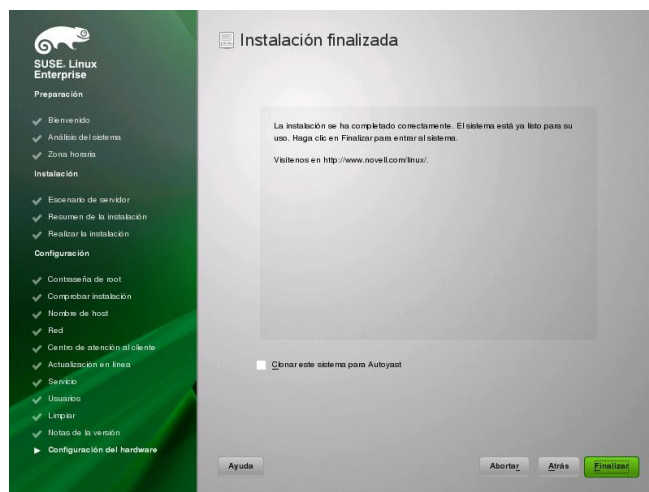 SUSE. Linux
Enterprise
Preparación
Bienvenido
Análisis del sistema
Zona horaria
Instalación
Escenario de servidor
Resumen de la instalación
Realizar la instalación
Configuración
Contraseña de root
Comprobar instalación
Nombre de host
Red
Centro de atención al cliente
Actualización en línea
Servicio
Usuarios
Limpiar
Notas de la versión
Configuración del hardware
Instalación finalizada
La instalación se ha completado correctamente. El sistema está ya listo para su
uso. Haga clic en Finalizar para entrar al sistema.
Visítenos en http://www.novell.com/linux/.
Clonar este sistema para Autoyast
Ayuda
Abortar
Atrás
Finalizar